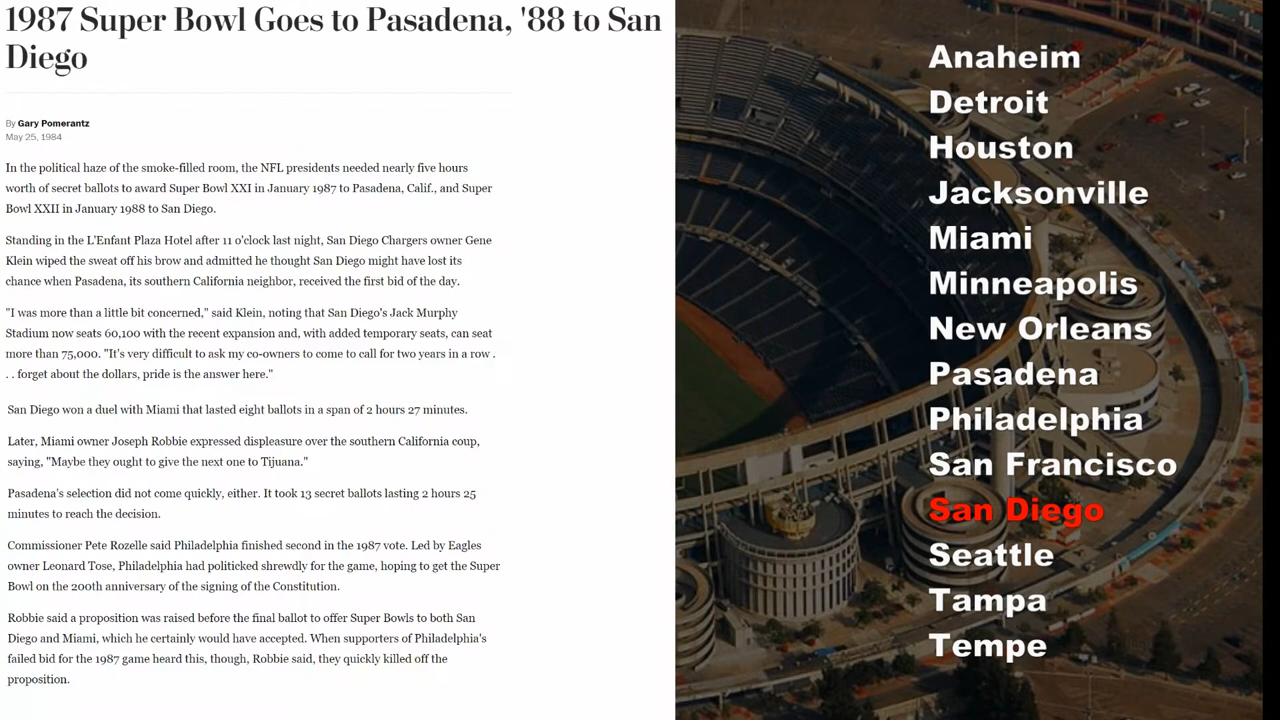 1987 Super Bowl Goes to Pasadena, '88 to San
Diego
By Gary Pomerantz
May 25, 1984
In the political haze of the smoke-filled room, the NFL presidents needed nearly five hours
worth of secret ballots to award Super Bowl XXI in January 1987 to Pasadena, Calif., and Super
Bowl XXII in January 1988 to San Diego.
Standing in the L'Enfant Plaza Hotel after 11 o'clock last night, San Diego Chargers owner Gene
Klein wiped the sweat off his brow and admitted he thought San Diego might have lost its
chance when Pasadena, its southern California neighbor, received the first bid of the day.
"I was more than a little bit concerned," said Klein, noting that San Diego's Jack Murphy
Stadium now seats 60,100 with the recent expansion and, with added temporary seats, can seat
more than 75,000. "It's very difficult to ask my co-owners to come to call for two years in a row .
. . forget about the dollars, pride is the answer here."
San Diego won a duel with Miami that lasted eight ballots in a span of 2 hours 27 minutes.
Later, Miami owner Joseph Robbie expressed displeasure over the southern California coup,
saying, "Maybe they ought to give the next one to Tijuana."
Pasadena's selection did not come quickly, either. It took 13 secret ballots lasting 2 hours 25
minutes to reach the decision.
Commissioner Pete Rozelle said Philadelphia finished second in the 1987 vote. Led by Eagles
owner Leonard Tose, Philadelphia had politicked shrewdly for the game, hoping to get the Super
Bowl on the 200th anniversary of the signing of the Constitution.
Robbie said a proposition was raised before the final ballot to offer Super Bowls to both San
Diego and Miami, which he certainly would have accepted. When supporters of Philadelphia's
failed bid for the 1987 game heard this, though, Robbie said, they quickly killed off the
proposition.
Anaheim
Detroit
Houston
Jacksonville
Miami
Minneapolis
New Orleans
Pasadena
Philadelphia
San Francisco
San Diego
Seattle
Tampa
Tempe